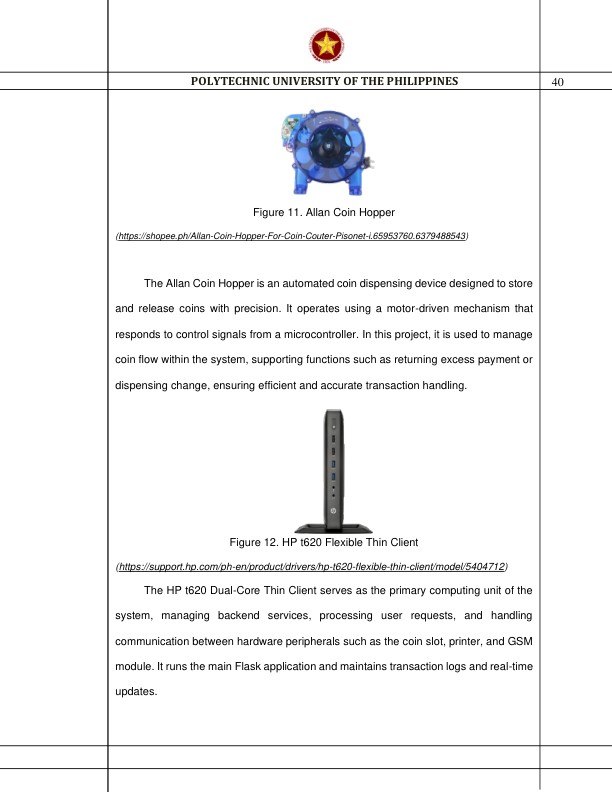 POLYTECHNIC UNIVERSITY OF THE PHILIPPINES
40
Figure 11. Allan Coin Hopper
(https://shopee.ph/Allan-Coin-Hopper-For-Coin-Couter-Pisonet-i.65953760.6379488543)
The Allan Coin Hopper is an automated coin dispensing device designed to store
and release coins with precision. It operates using a motor-driven mechanism that
responds to control signals from a microcontroller. In this project, it is used to manage
coin flow within the system, supporting functions such as returning excess payment or
dispensing change, ensuring efficient and accurate transaction handling.
Figure 12. HP t620 Flexible Thin Client
(https://support.hp.com/ph-en/product/drivers/hp-t620-flexible-thin-client/model/5404712)
The HP t620 Dual-Core Thin Client serves as the primary computing unit of the
system, managing backend services, processing user requests, and handling
communication between hardware peripherals such as the coin slot, printer, and GSM
module. It runs the main Flask application and maintains transaction logs and real-time
updates.